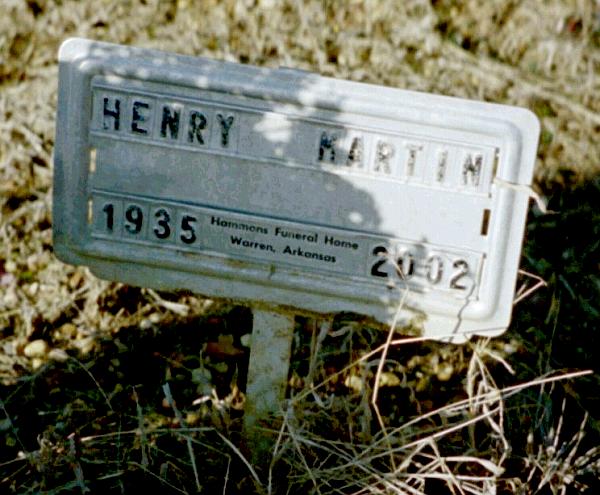 HENRY MARTIN
1935 Hammons Funeral Home 2002
Warren, Arkansas